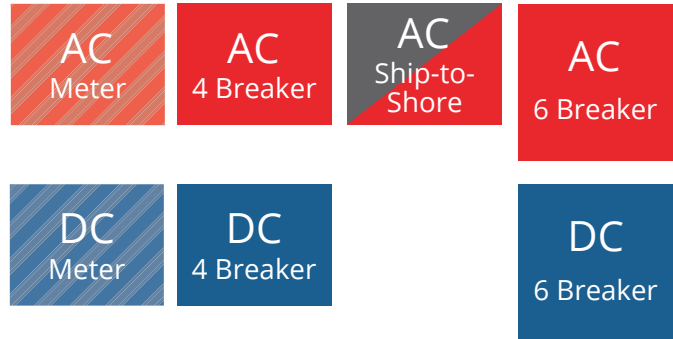 AC
Meter
AC
4 Breaker
AC
Ship-to-
Shore
AC
6 Breaker
DC
Meter
DC
4 Breaker
DC
6 Breaker